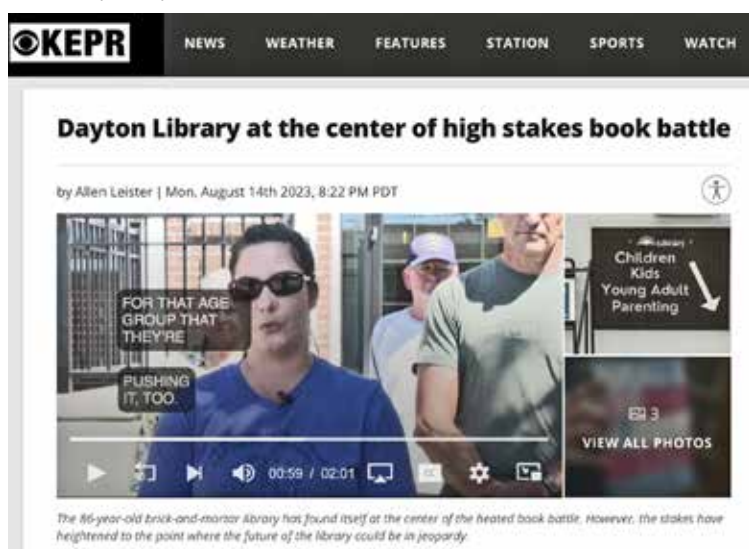 KEPR NEWS WEATHER FEATURES STATION SPORTS WATCH
Dayton Library at the center of high stakes book battle
by Allen Leister | Mon, August 14th 2023, 8:22 PM PDT
FOR THAT AGE
GROUP THAT
THEY'RE
PUSHING
IT, TOO.
00:59 / 02:01
Library
Children
Kids
Young Adult
Parenting
3
VIEW ALL PHOTOS
The 86-year-old brick-and-mortar library has found itself at the center of the heated book battle. However, the stakes have
heightened to the point where the future of the library could be in jeopardy.